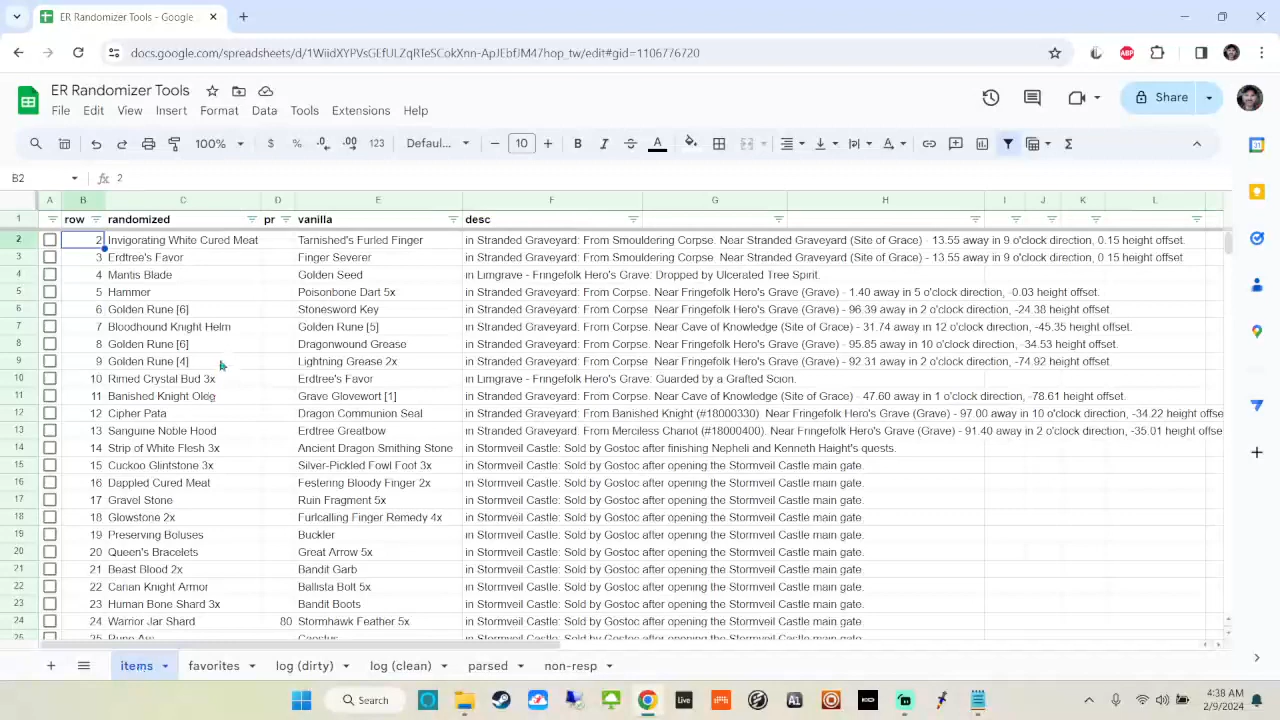 ER Randomizer Tools - Google
docs.google.com/spreadsheets/d/1WiidXYPVsGEfULZqRTeSCokXnn-ApJEbfJM47hop_tw/edit#gid=1106776720
ER Randomizer Tools
File Edit View Insert Format Data Tools Extensions Help
Share
100% $ % .0 .00 123 Defaul... 10 B I A Σ
B2 fx 2
A B C D E F G H I J K L
1 row randomized pr vanilla desc
2 2 Invigorating White Cured Meat Tarnished's Furled Finger in Stranded Graveyard: From Smouldering Corpse. Near Stranded Graveyard (Site of Grace) - 13.55 away in 9 o'clock direction, 0.15 height offset.
3 3 Erdtree's Favor Finger Severer in Stranded Graveyard: From Smouldering Corpse. Near Stranded Graveyard (Site of Grace) - 13.55 away in 9 o'clock direction, 0.15 height offset.
4 4 Mantis Blade Golden Seed in Limgrave - Fringefolk Hero's Grave: Dropped by Ulcerated Tree Spirit.
5 5 Hammer Poisonbone Dart 5x in Stranded Graveyard: From Corpse. Near Fringefolk Hero's Grave (Grave) - 1.40 away in 5 o'clock direction, -0.03 height offset.
6 6 Golden Rune [6] Stonesword Key in Stranded Graveyard: From Corpse. Near Fringefolk Hero's Grave (Grave) - 96.39 away in 2 o'clock direction, -24.38 height offset.
7 7 Bloodhound Knight Helm Golden Rune [5] in Stranded Graveyard: From Corpse. Near Cave of Knowledge (Site of Grace) - 31.74 away in 12 o'clock direction, -45.35 height offset.
8 8 Golden Rune [6] Dragonwound Grease in Stranded Graveyard: From Corpse. Near Fringefolk Hero's Grave (Grave) - 95.85 away in 10 o'clock direction, -34.53 height offset.
9 9 Golden Rune [4] Lightning Grease 2x in Stranded Graveyard: From Corpse. Near Fringefolk Hero's Grave (Grave) - 92.31 away in 2 o'clock direction, -74.92 height offset.
10 10 Rimed Crystal Bud 3x Erdtree's Favor in Limgrave - Fringefolk Hero's Grave: Guarded by a Grafted Scion.
11 11 Banished Knight Oleg Grave Glovewort [1] in Stranded Graveyard: From Corpse. Near Cave of Knowledge (Site of Grace) - 47.60 away in 1 o'clock direction, -78.61 height offset.
12 12 Cipher Pata Dragon Communion Seal in Stranded Graveyard: From Banished Knight (#18000330). Near Fringefolk Hero's Grave (Grave) - 97.00 away in 10 o'clock direction, -34.22 height offse
13 13 Sanguine Noble Hood Erdtree Greatbow in Stranded Graveyard: From Merciless Chariot (#18000400). Near Fringefolk Hero's Grave (Grave) - 91.40 away in 2 o'clock direction, -35.01 height offse
14 14 Strip of White Flesh 3x Ancient Dragon Smithing Stone in Stormveil Castle: Sold by Gostoc after finishing Nepheli and Kenneth Haight's quests.
15 15 Cuckoo Glintstone 3x Silver-Pickled Fowl Foot 3x in Stormveil Castle: Sold by Gostoc after opening the Stormveil Castle main gate.
16 16 Dappled Cured Meat Festering Bloody Finger 2x in Stormveil Castle: Sold by Gostoc after opening the Stormveil Castle main gate.
17 17 Gravel Stone Ruin Fragment 5x in Stormveil Castle: Sold by Gostoc after opening the Stormveil Castle main gate.
18 18 Glowstone 2x Furlcalling Finger Remedy 4x in Stormveil Castle: Sold by Gostoc after opening the Stormveil Castle main gate.
19 19 Preserving Boluses Buckler in Stormveil Castle: Sold by Gostoc after opening the Stormveil Castle main gate.
20 20 Queen's Bracelets Great Arrow 5x in Stormveil Castle: Sold by Gostoc after opening the Stormveil Castle main gate.
21 21 Beast Blood 2x Bandit Garb in Stormveil Castle: Sold by Gostoc after opening the Stormveil Castle main gate.
22 22 Carian Knight Armor Ballista Bolt 5x in Stormveil Castle: Sold by Gostoc after opening the Stormveil Castle main gate.
23 23 Human Bone Shard 3x Bandit Boots in Stormveil Castle: Sold by Gostoc after opening the Stormveil Castle main gate.
24 24 Warrior Jar Shard 80 Stormhawk Feather 5x in Stormveil Castle: Sold by Gostoc after opening the Stormveil Castle main gate.
items favorites log (dirty) log (clean) parsed non-resp
Search Live A1 4:38 AM
2/9/2024